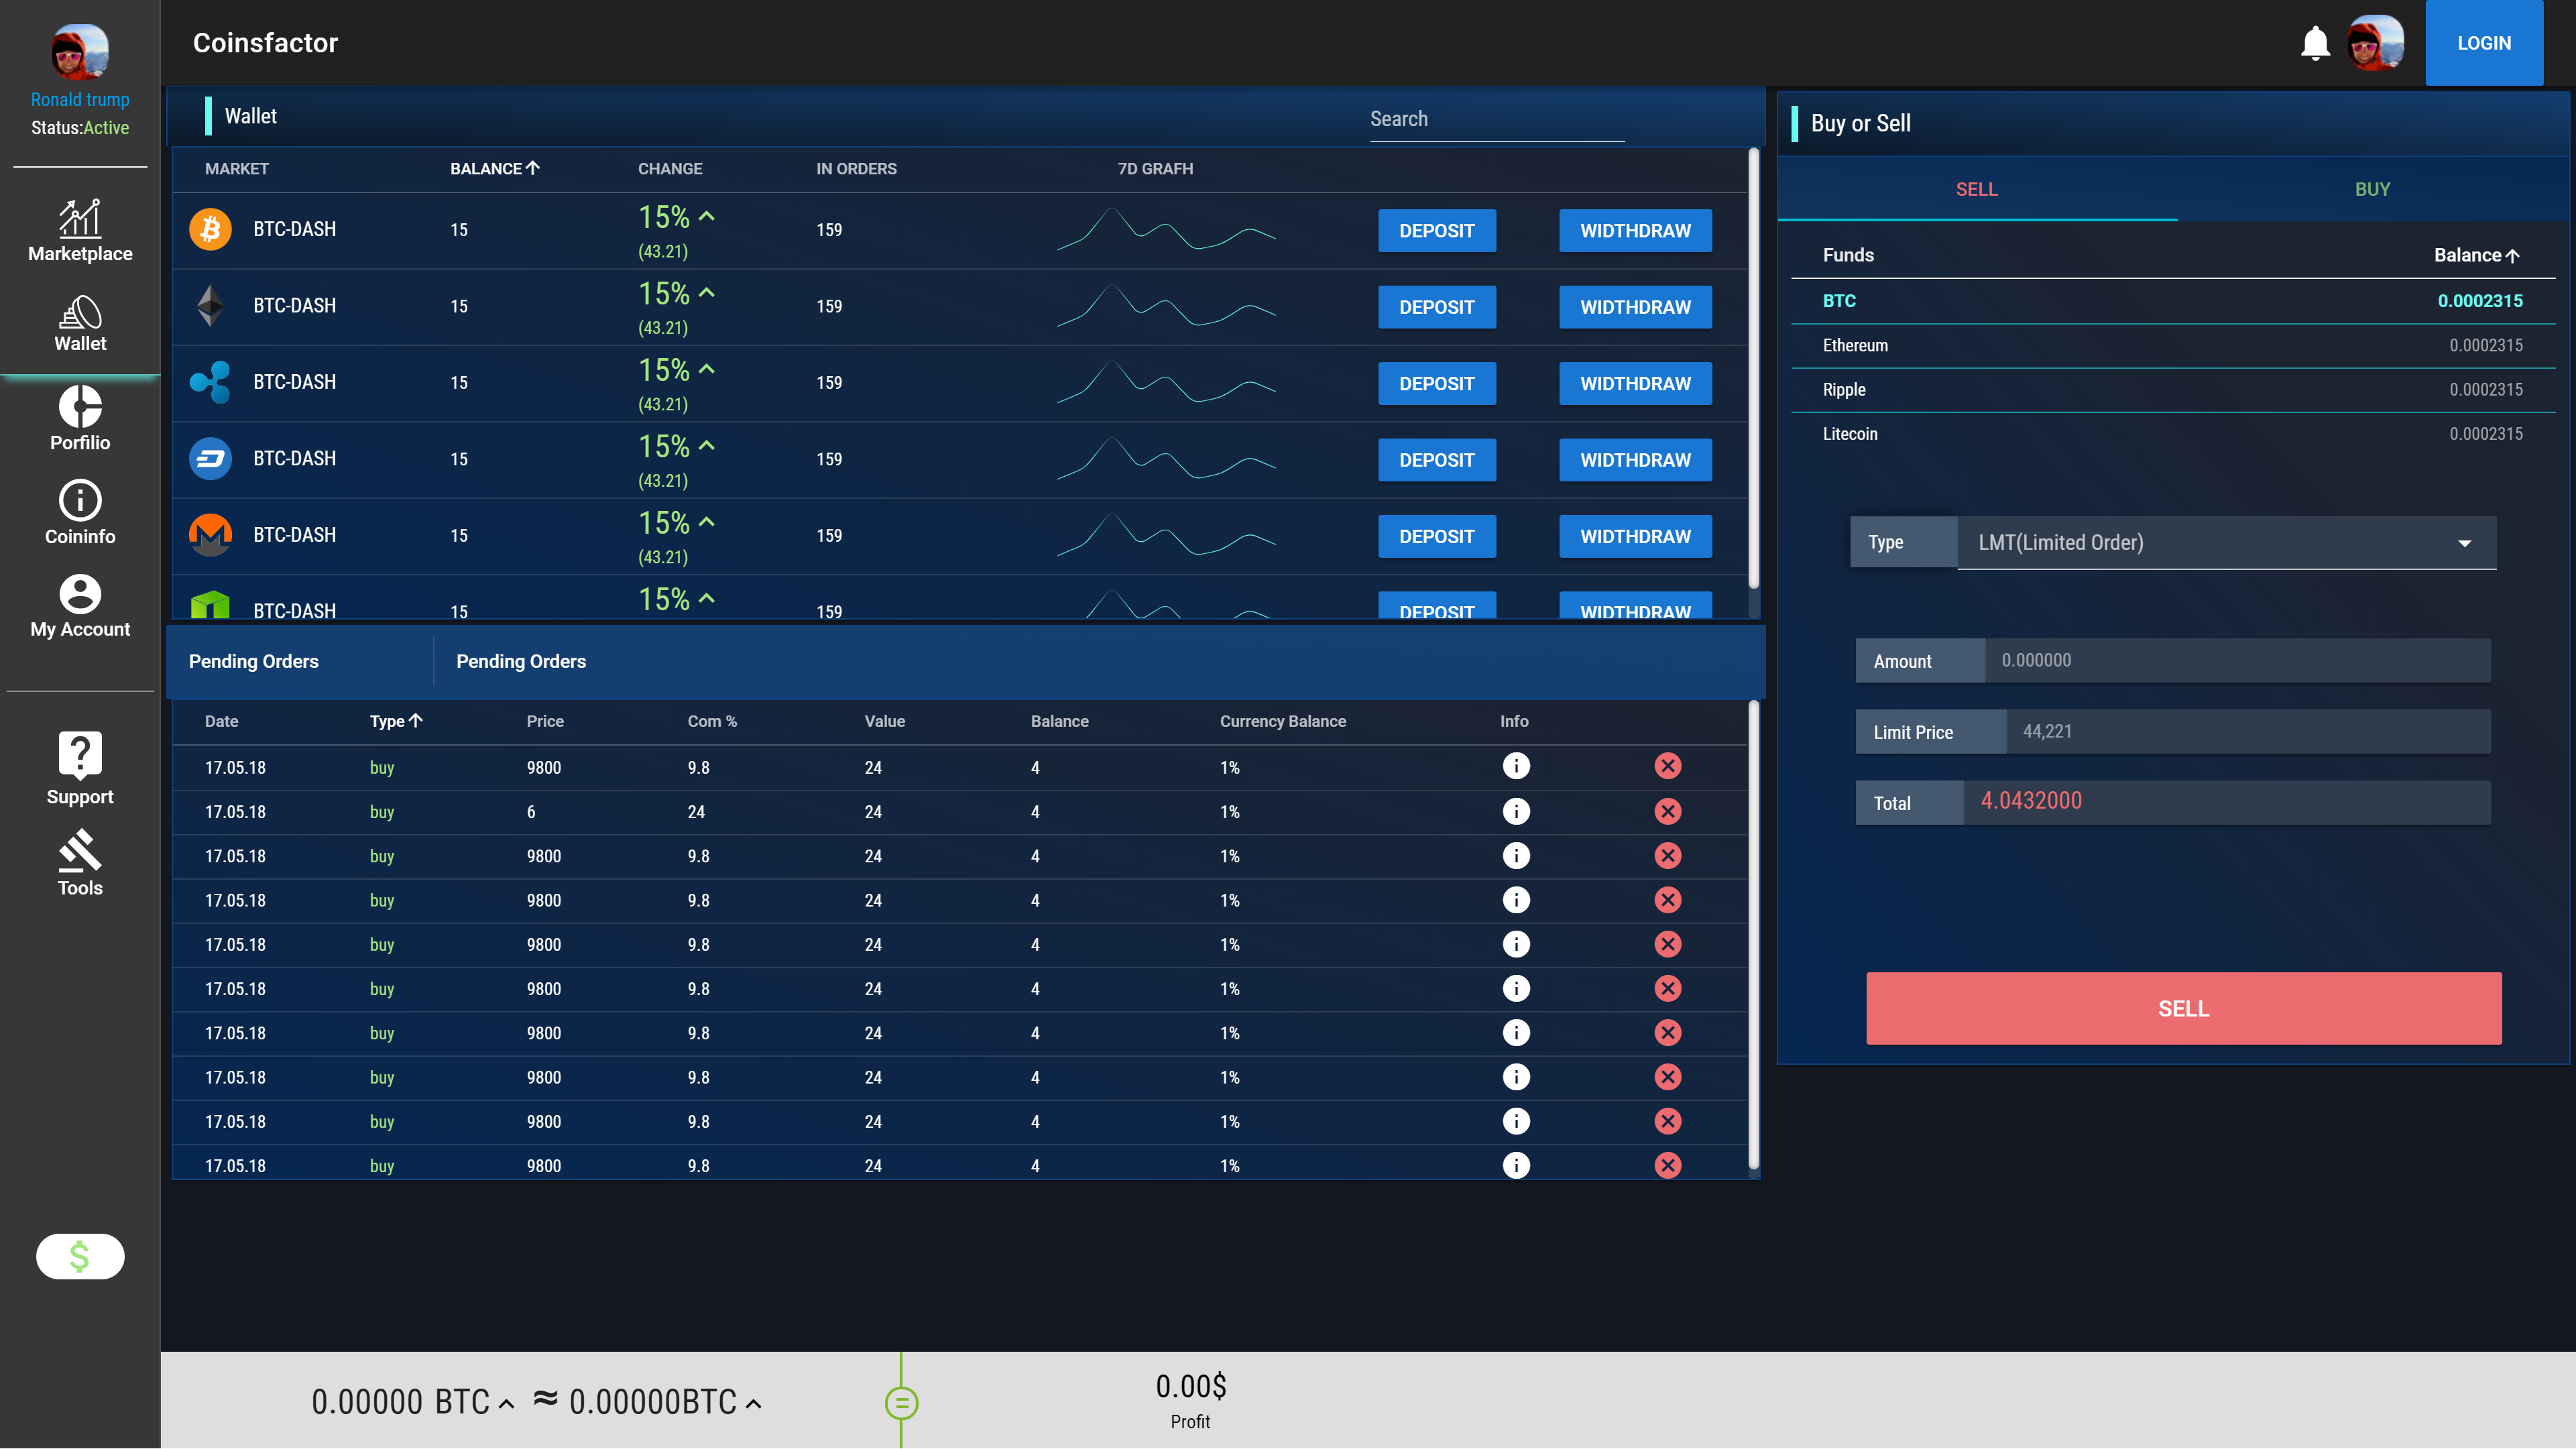 Ronald trump
Status:Active
Marketplace
Wallet
Porfilio
Coininfo
My Account
Support
Tools
$
Coinsfactor
LOGIN
Wallet
Search
MARKET BALANCE CHANGE IN ORDERS 7D GRAFH
BTC-DASH 15 15% (43.21) 159 DEPOSIT WIDTHDRAW
BTC-DASH 15 15% (43.21) 159 DEPOSIT WIDTHDRAW
BTC-DASH 15 15% (43.21) 159 DEPOSIT WIDTHDRAW
BTC-DASH 15 15% (43.21) 159 DEPOSIT WIDTHDRAW
BTC-DASH 15 15% (43.21) 159 DEPOSIT WIDTHDRAW
BTC-DASH 15 15% 159 DEPOSIT WIDTHDRAW
Pending Orders Pending Orders
Date Type Price Com % Value Balance Currency Balance Info
17.05.18 buy 9800 9.8 24 4 1%
17.05.18 buy 6 24 24 4 1%
17.05.18 buy 9800 9.8 24 4 1%
17.05.18 buy 9800 9.8 24 4 1%
17.05.18 buy 9800 9.8 24 4 1%
17.05.18 buy 9800 9.8 24 4 1%
17.05.18 buy 9800 9.8 24 4 1%
17.05.18 buy 9800 9.8 24 4 1%
17.05.18 buy 9800 9.8 24 4 1%
17.05.18 buy 9800 9.8 24 4 1%
Buy or Sell
SELL BUY
Funds Balance
BTC 0.0002315
Ethereum 0.0002315
Ripple 0.0002315
Litecoin 0.0002315
Type LMT(Limited Order)
Amount 0.000000
Limit Price 44,221
Total 4.0432000
SELL
0.00000 BTC ≈ 0.00000BTC
0.00$
Profit